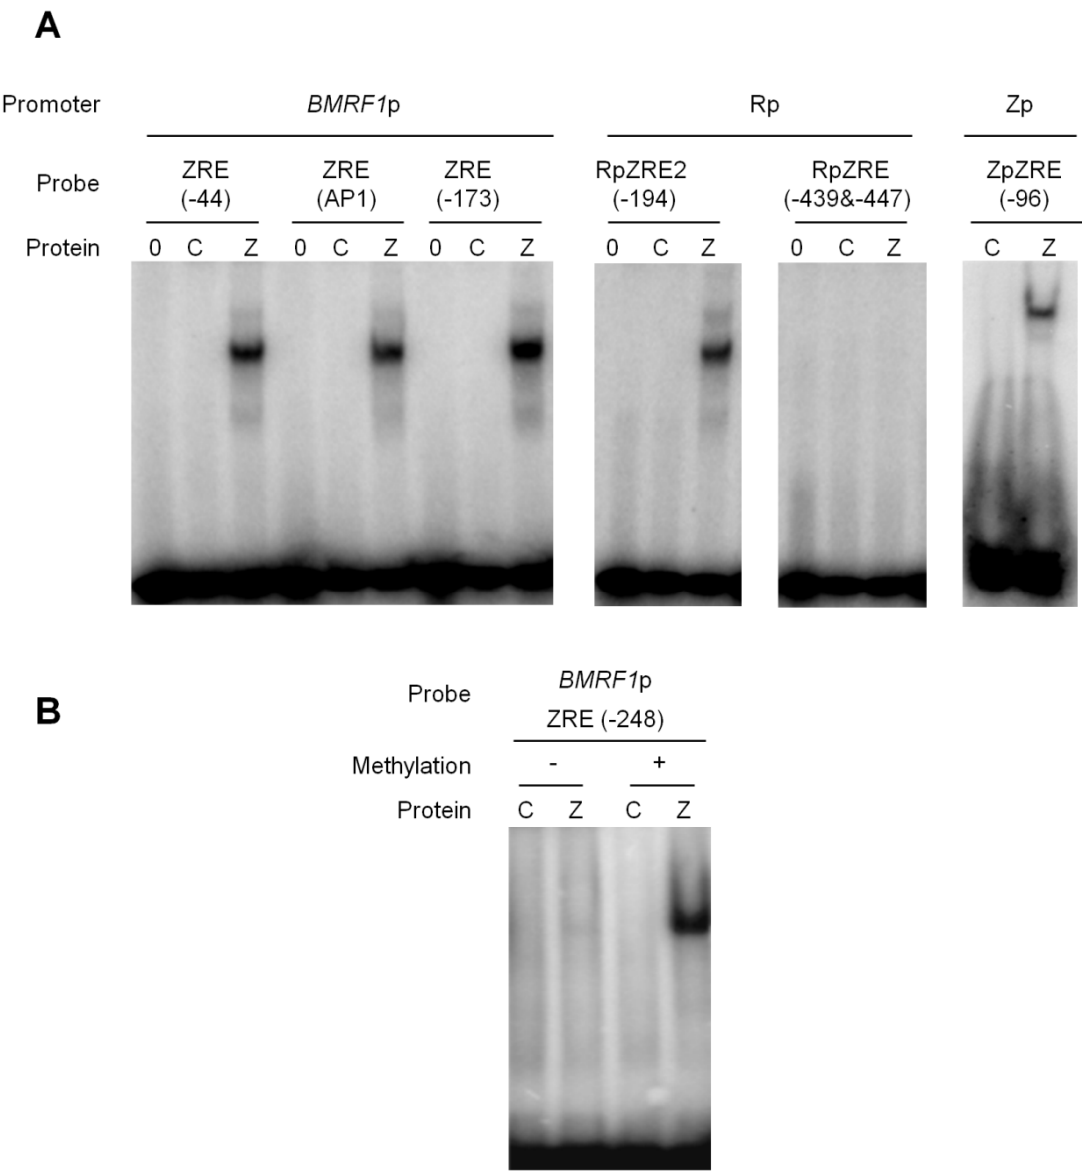 A
Promoter BMRF1p Rp Zp
Probe ZRE ZRE ZRE RpZRE2 RpZRE ZpZRE
(-44) (AP1) (-173) (-194) (-439&-447) (-96)
Protein 0 C Z 0 C Z 0 C Z 0 C Z 0 C Z C Z
B
Probe BMRF1p
ZRE (-248)
Methylation - +
Protein C Z C Z